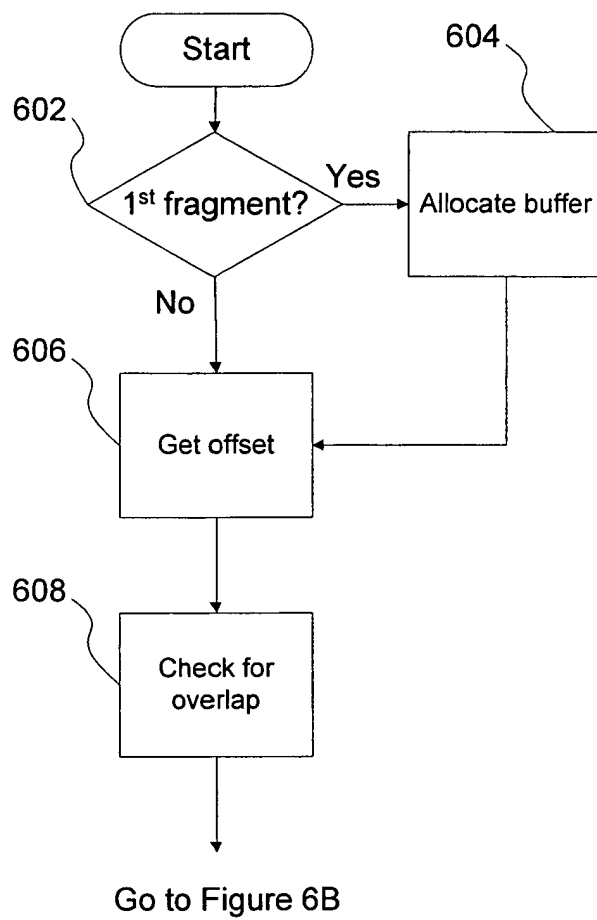 Start
604
602
1st fragment?
Yes
Allocate buffer
No
606
Get offset
608
Check for
overlap
Go to Figure 6B